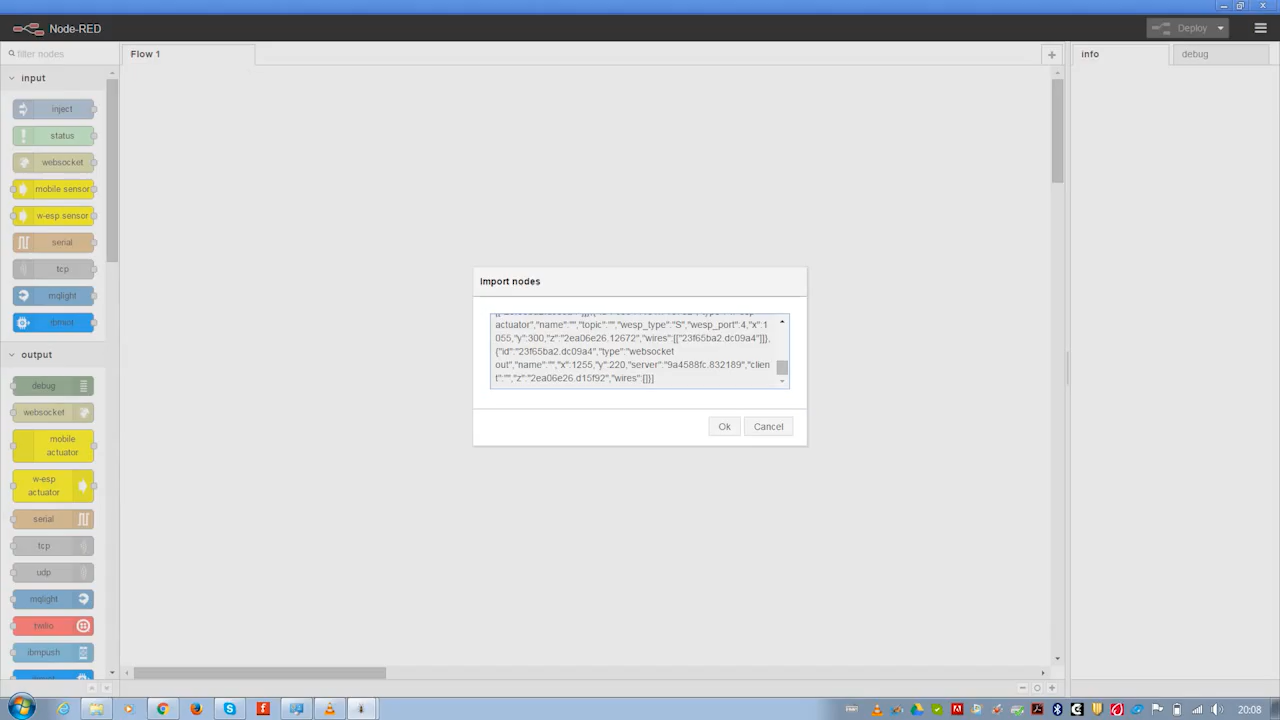 Node-RED
Deploy
filter nodes
Flow 1
info
debug
input
inject
status
websocket
mobile sensor
w-esp sensor
serial
tcp
mqlight
ibmiot
output
debug
websocket
mobile
actuator
w-esp
actuator
serial
tcp
udp
mqlight
twilio
ibmpush
Import nodes
actuator","name":"","topic":"","wesp_type":"S","wesp_port":4,"x":1
055,"y":300,"z":"2ea06e26.12672","wires":[["23f65ba2.dc09a4"]]},
{"id":"23f65ba2.dc09a4","type":"websocket
out","name":"","x":1255,"y":220,"server":"9a4588fc.832189","clien
t":"","z":"2ea06e26.d15f92","wires":[]}]
Ok
Cancel
20:08